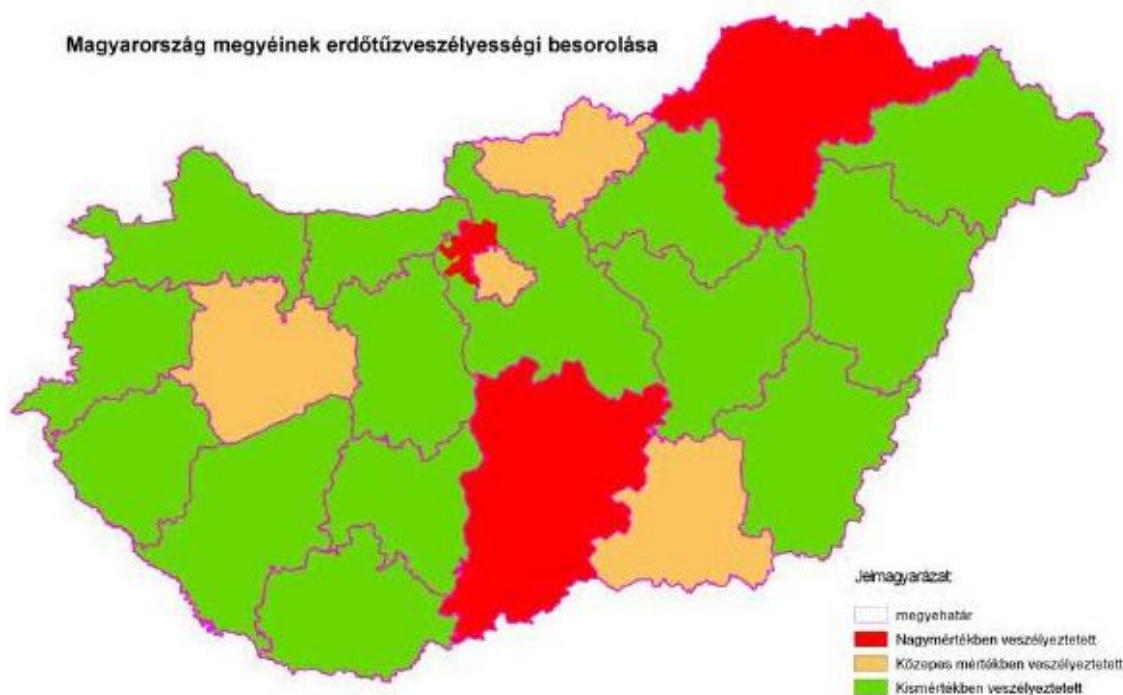 Magyarország megyéinek erdőtűzveszélyességi besorolása
Jelmagyarázat
megyehatár
Nagymértékben veszélyeztetett
Közepes mértékben veszélyeztetett
Kismértékben veszélyeztetett